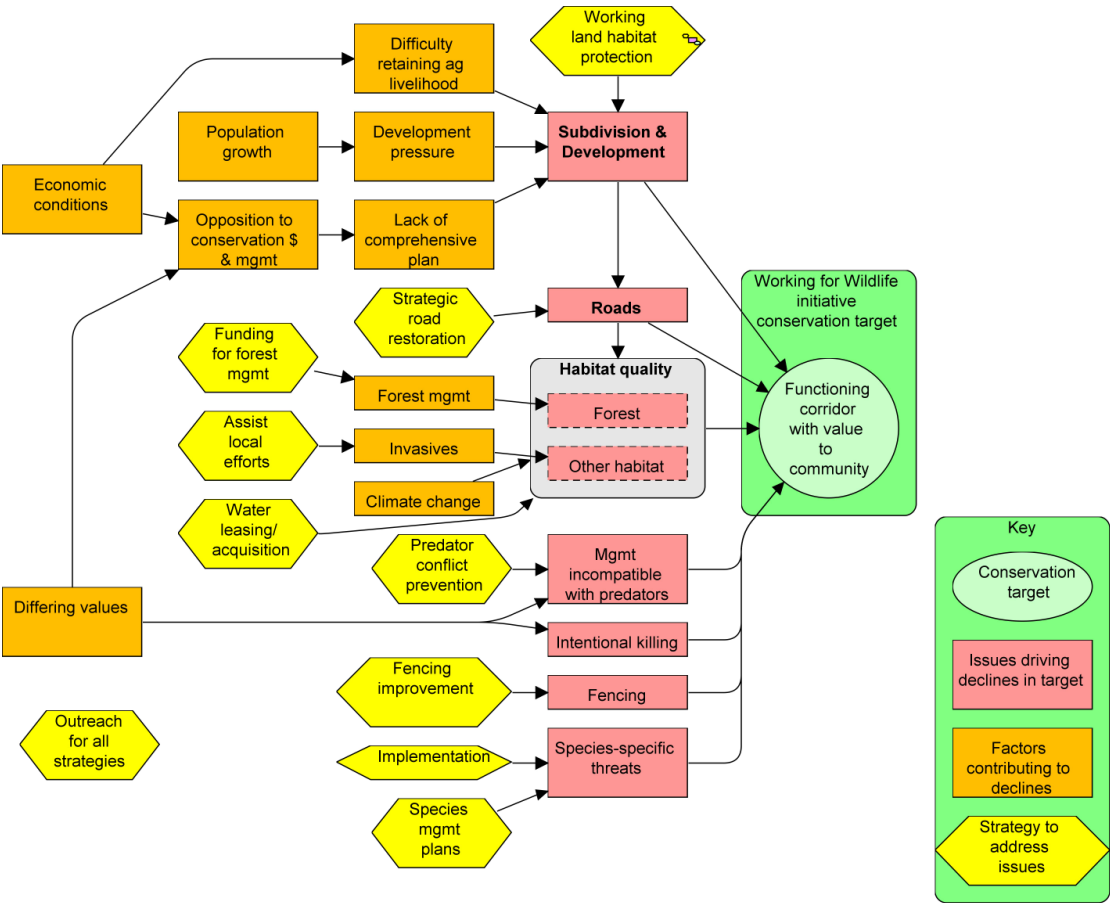 Working
land habitat
protection
Difficulty
retaining ag
livelihood
Population
growth
Development
pressure
Subdivision &
Development
Economic
conditions
Opposition to
conservation $
& mgmt
Lack of
comprehensive
plan
Working for Wildlife
initiative
conservation target
Strategic
road
restoration
Roads
Funding
for forest
mgmt
Habitat quality
Forest mgmt
Forest
Functioning
corridor
with value
to
community
Assist
local
efforts
Invasives
Other habitat
Climate change
Water
leasing/
acquisition
Predator
conflict
prevention
Mgmt
incompatible
with predators
Differing values
Intentional killing
Fencing
improvement
Fencing
Outreach
for all
strategies
Implementation
Species-specific
threats
Species
mgmt
plans
Key
Conservation
target
Issues driving
declines in target
Factors
contributing to
declines
Strategy to
address
issues